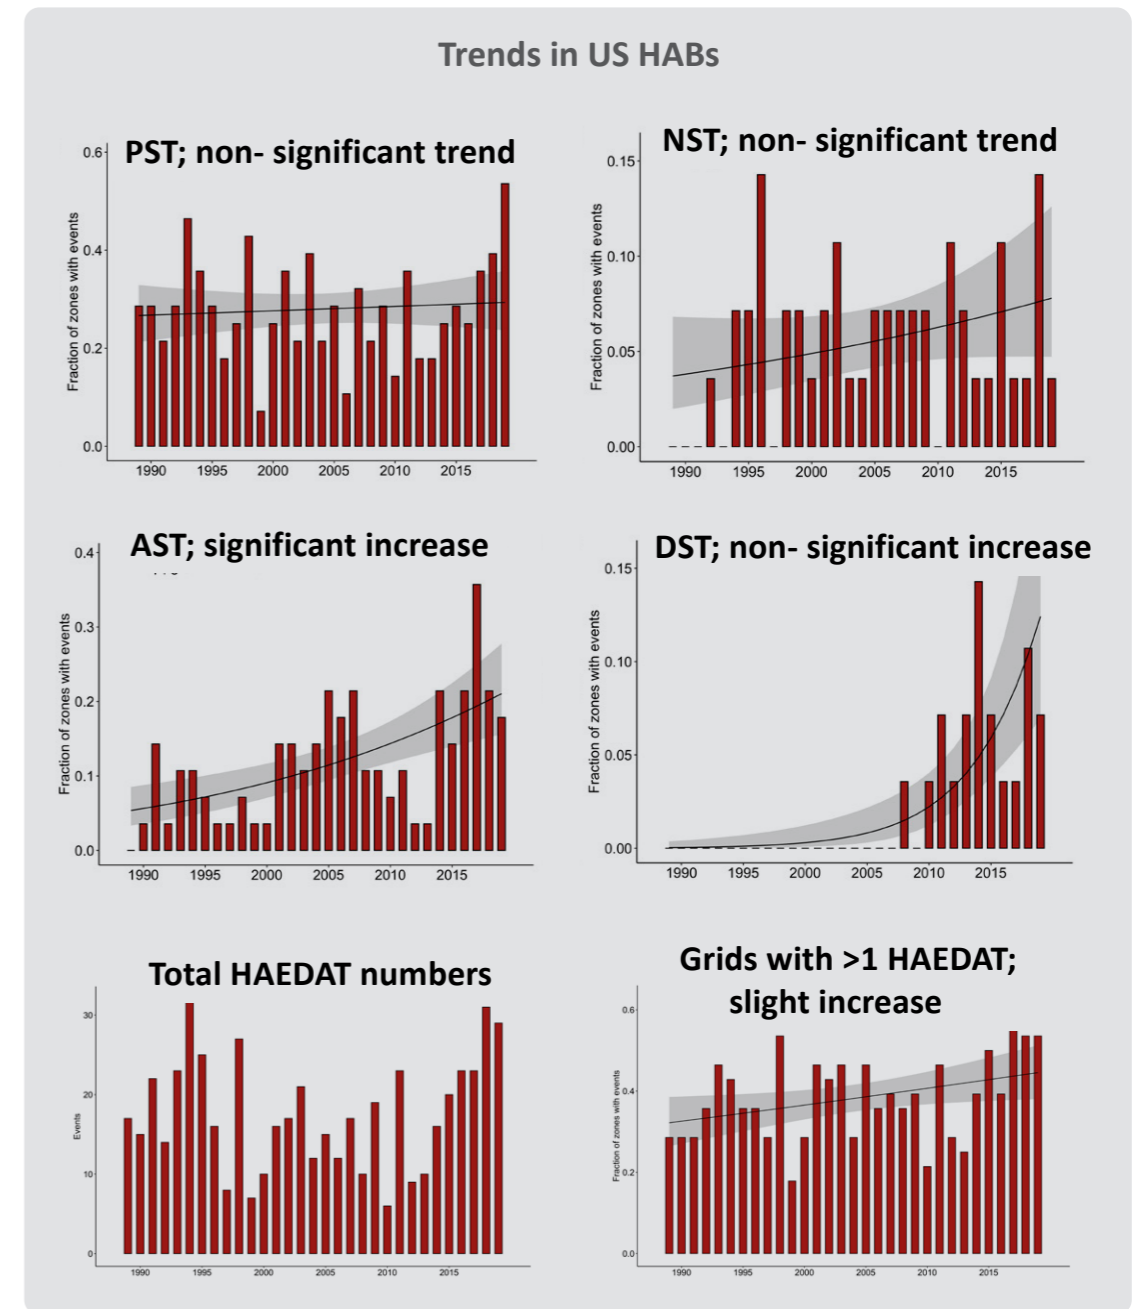 Trends in US HABs
PST; non- significant trend
Fraction of zones with events
0.6
0.4
0.2
0.0
1990 1995 2000 2005 2010 2015
NST; non- significant trend
Fraction of zones with events
0.15
0.10
0.05
0.00
1990 1995 2000 2005 2010 2015
AST; significant increase
Fraction of zones with events
0.4
0.3
0.2
0.1
0.0
1990 1995 2000 2005 2010 2015
DST; non- significant increase
Fraction of zones with events
0.15
0.10
0.05
0.00
1990 1995 2000 2005 2010 2015
Total HAEDAT numbers
Events
30
20
10
0
1990 1995 2000 2005 2010 2015
Grids with >1 HAEDAT;
slight increase
Fraction of zones with events
0.6
0.4
0.2
0.0
1990 1995 2000 2005 2010 2015